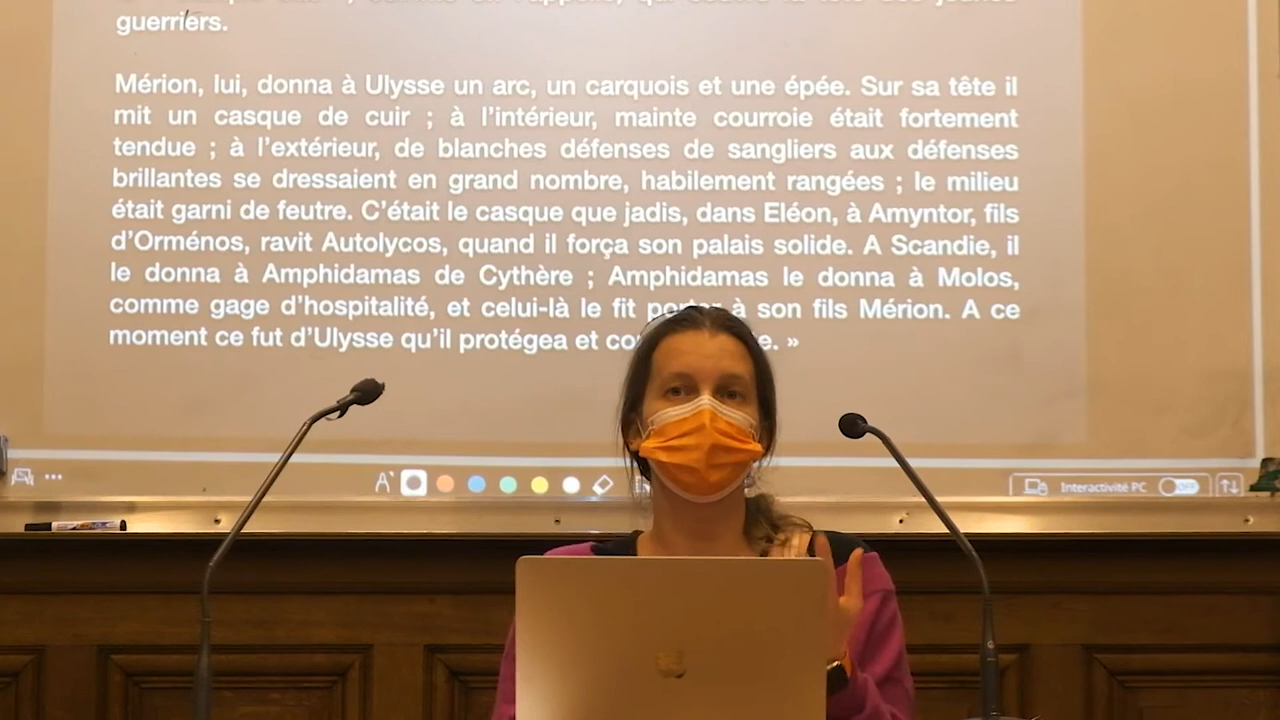 guerriers.
Mérion, lui, donna à Ulysse un arc, un carquois et une épée. Sur sa tête il
mit un casque de cuir ; à l'intérieur, mainte courroie était fortement
tendue ; à l'extérieur, de blanches défenses de sangliers aux défenses
brillantes se dressaient en grand nombre, habilement rangées ; le milieu
était garni de feutre. C'était le casque que jadis, dans Eléon, à Amyntor, fils
d'Orménos, ravit Autolycos, quand il força son palais solide. A Scandie, il
le donna à Amphidamas de Cythère ; Amphidamas le donna à Molos,
comme gage d'hospitalité, et celui-là le fit porter à son fils Mérion. A ce
moment ce fut d'Ulysse qu'il protégea et »
Interactivité PC OFF